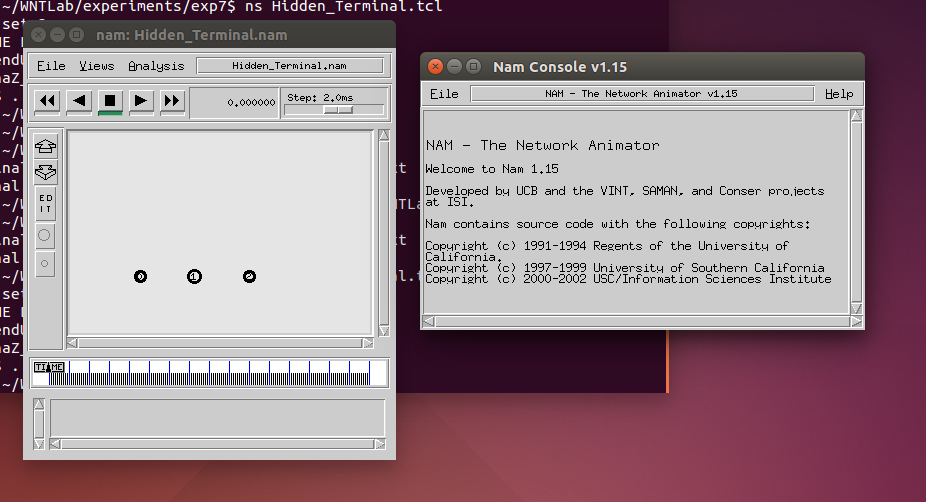 ~/WNTLab/experiments/exp7$ ns Hidden_Terminal.tcl
nam: Hidden_Terminal.nam
File Views Analysis Hidden_Terminal.nam
0.000000 Step: 2.0ms
ED
IT
0 1 2
TIME
Nam Console v1.15
File NAM - The Network Animator v1.15 Help
NAM - The Network Animator
Welcome to Nam 1.15
Developed by UCB and the VINT, SAMAN, and Conser projects
at ISI.
Nam contains source code with the following copyrights:
Copyright (c) 1991-1994 Regents of the University of
California.
Copyright (c) 1997-1999 University of Southern California
Copyright (c) 2000-2002 USC/Information Sciences Institute